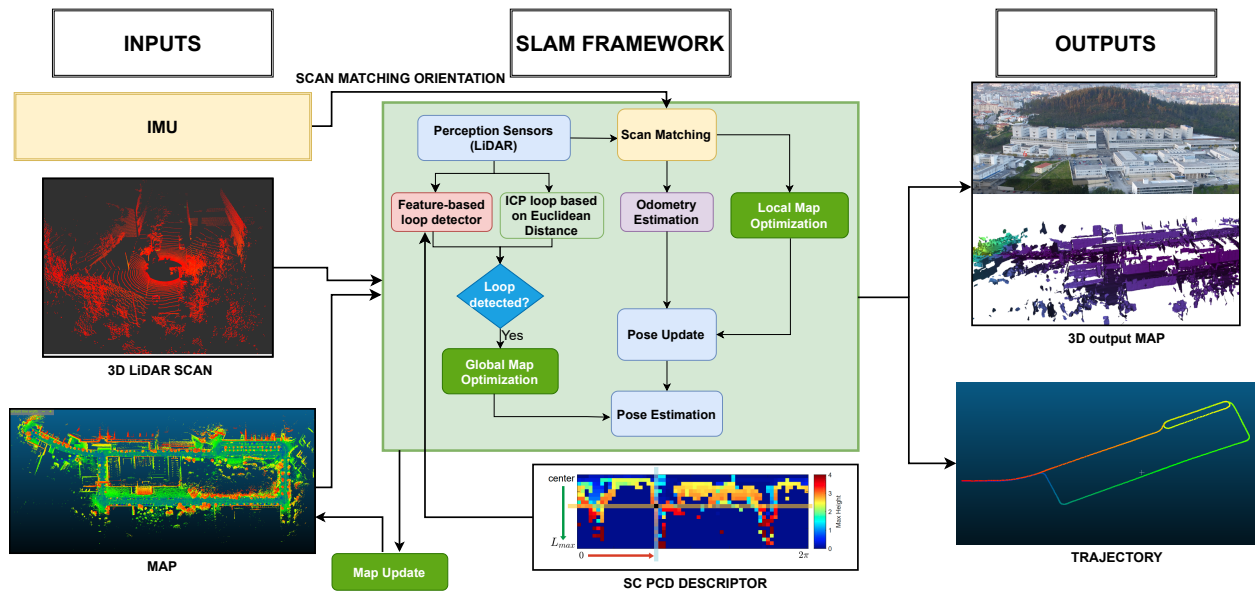 INPUTS
SLAM FRAMEWORK
OUTPUTS
SCAN MATCHING ORIENTATION
IMU
Perception Sensors
(LiDAR)
Scan Matching
Feature-based
loop detector
ICP loop based
on Euclidean
Distance
Odometry
Estimation
Local Map
Optimization
Loop
detected?
Yes
Pose Update
Global Map
Optimization
Pose Estimation
3D LiDAR SCAN
3D output MAP
MAP
Map Update
center
L_max
0
2π
4
3
2
1
0
Max Height
SC PCD DESCRIPTOR
TRAJECTORY